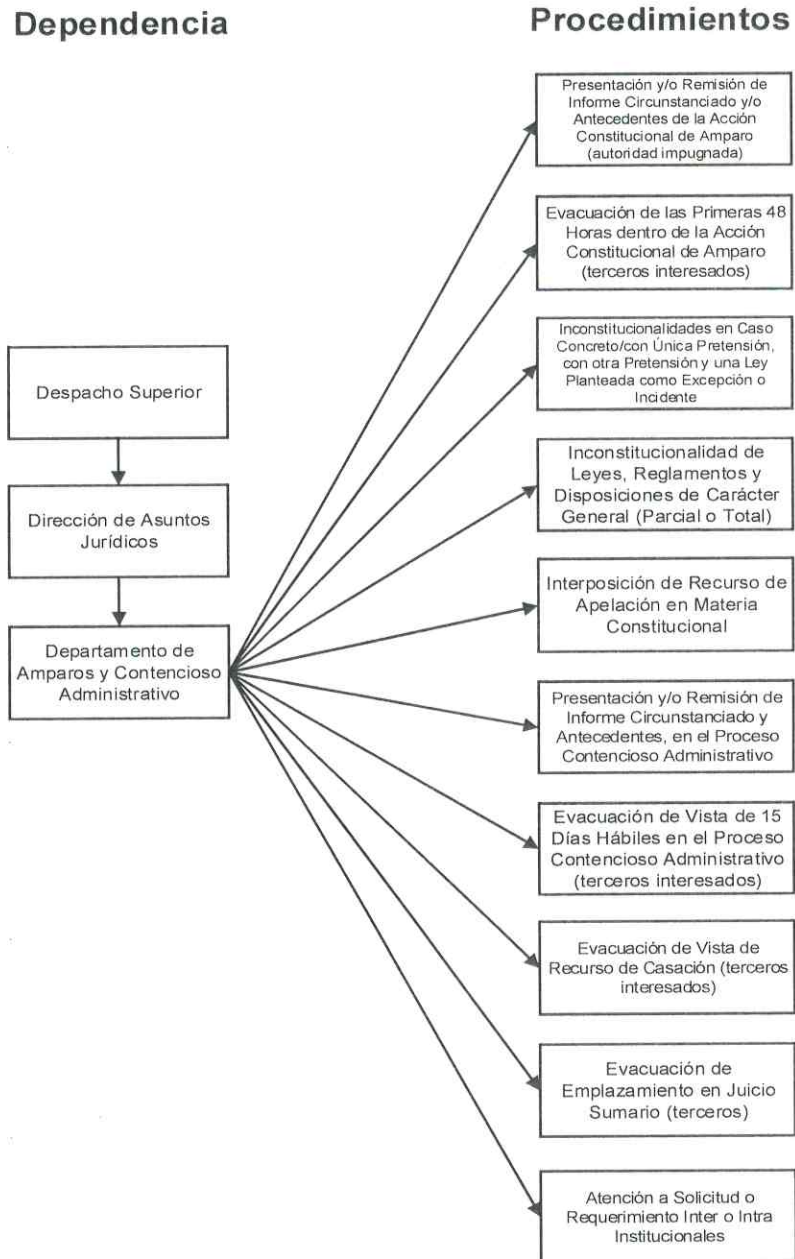 Dependencia
Procedimientos
Despacho Superior
Dirección de Asuntos
Jurídicos
Departamento de
Amparos y Contencioso
Administrativo
Presentación y/o Remisión de
Informe Circunstanciado y/o
Antecedentes de la Acción
Constitucional de Amparo
(autoridad impugnada)
Evacuación de las Primeras 48
Horas dentro de la Acción
Constitucional de Amparo
(terceros interesados)
Inconstitucionalidades en Caso
Concreto/con Única Pretensión,
con otra Pretensión y una Ley
Planteada como Excepción o
Incidente
Inconstitucionalidad de
Leyes, Reglamentos y
Disposiciones de Carácter
General (Parcial o Total)
Interposición de Recurso de
Apelación en Materia
Constitucional
Presentación y/o Remisión de
Informe Circunstanciado y
Antecedentes, en el Proceso
Contencioso Administrativo
Evacuación de Vista de 15
Días Hábiles en el Proceso
Contencioso Administrativo
(terceros interesados)
Evacuación de Vista de
Recurso de Casación (terceros
interesados)
Evacuación de
Emplazamiento en Juicio
Sumario (terceros)
Atención a Solicitud o
Requerimiento Inter o Intra
Institucionales